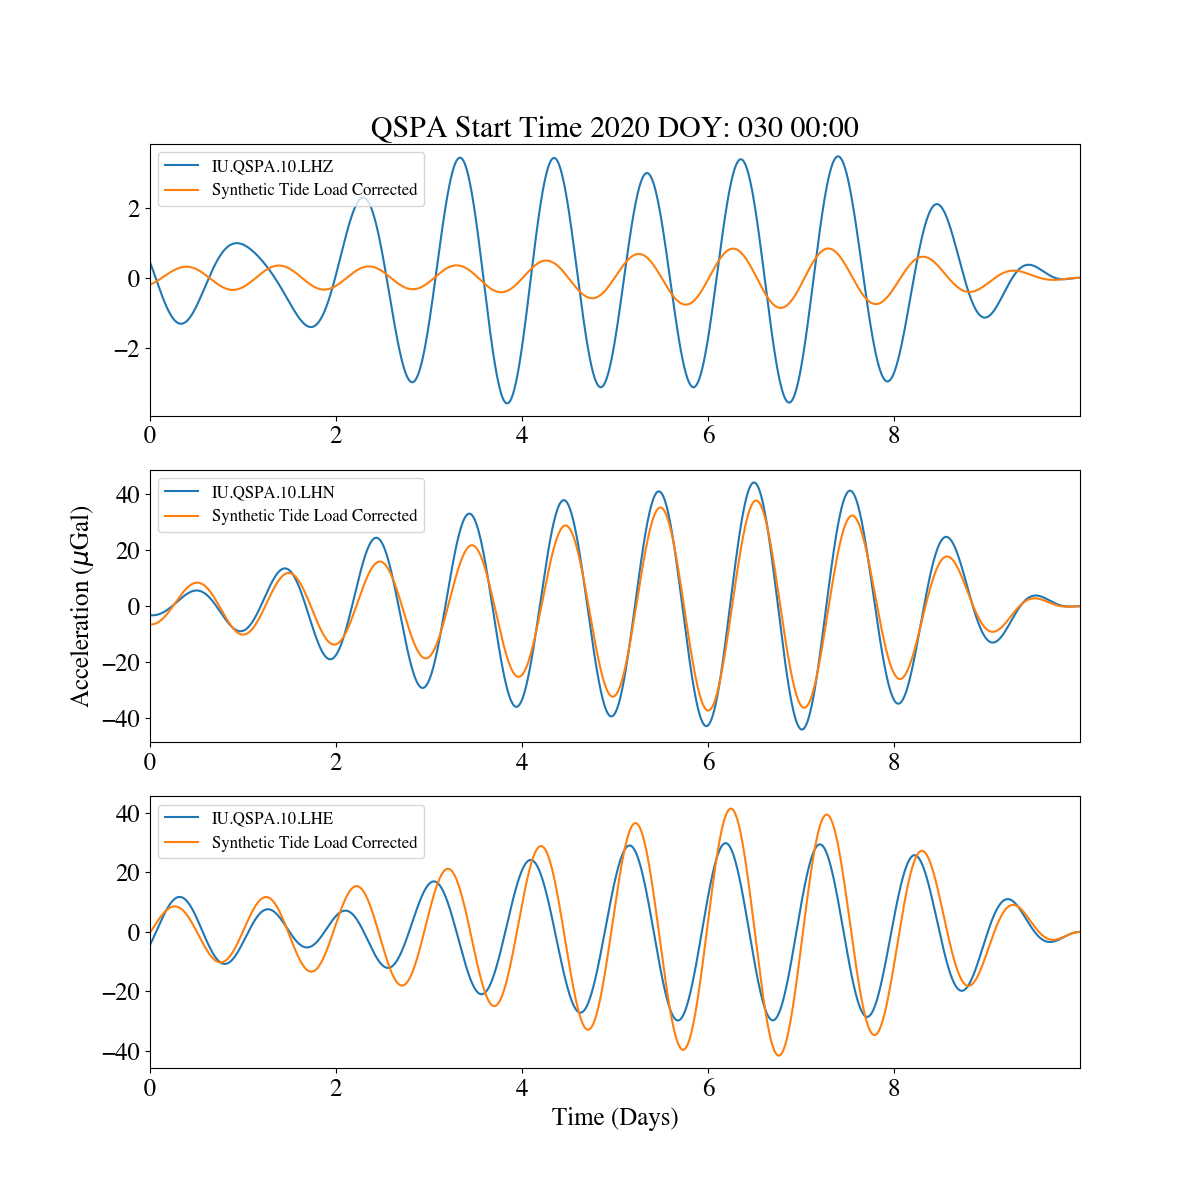 QSPA Start Time 2020 DOY: 030 00:00
IU.QSPA.10.LHZ
Synthetic Tide Load Corrected
2
0
−2
0 2 4 6 8
IU.QSPA.10.LHN
Synthetic Tide Load Corrected
40
20
0
−20
−40
Acceleration (μGal)
0 2 4 6 8
IU.QSPA.10.LHE
Synthetic Tide Load Corrected
40
20
0
−20
−40
0 2 4 6 8
Time (Days)